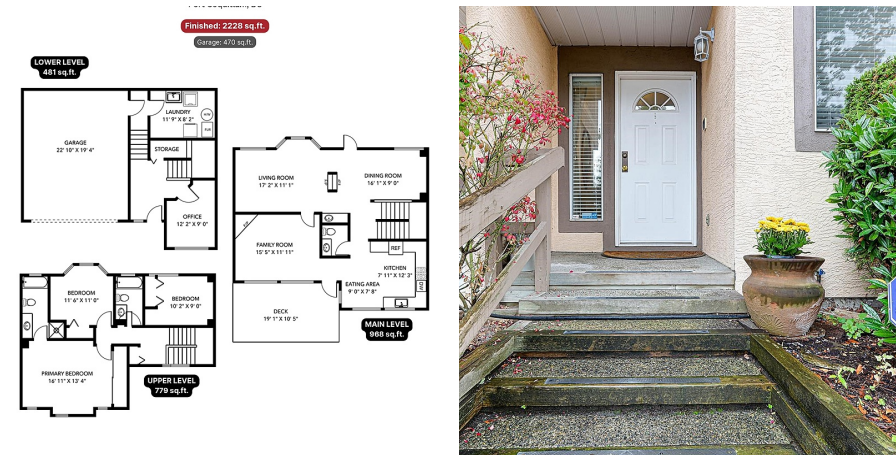 Finished: 2228 sq.ft.
Garage: 470 sq.ft.
LOWER LEVEL
481 sq.ft.
LAUNDRY
11' 9" X 8' 2"
GARAGE
22' 10" X 19' 4"
STORAGE
OFFICE
12' 2" X 9' 0"
LIVING ROOM
17' 2" X 11' 1"
DINING ROOM
16' 1" X 9' 0"
FAMILY ROOM
15' 5" X 11' 11"
REF
KITCHEN
7' 11" X 12' 3"
EATING AREA
9' 0" X 7' 8"
DECK
19' 1" X 10' 5"
MAIN LEVEL
968 sq.ft.
BEDROOM
11' 6" X 11' 0"
BEDROOM
10' 2" X 9' 0"
PRIMARY BEDROOM
16' 11" X 13' 4"
UPPER LEVEL
779 sq.ft.